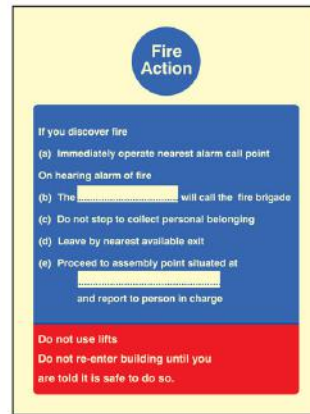 Fire
Action
If you discover fire
(a) Immediately operate nearest alarm call point
On hearing alarm of fire
(b) The ................................ will call the fire brigade
(c) Do not stop to collect personal belonging
(d) Leave by nearest available exit
(e) Proceed to assembly point situated at
................................................
and report to person in charge
Do not use lifts
Do not re-enter building until you
are told it is safe to do so.